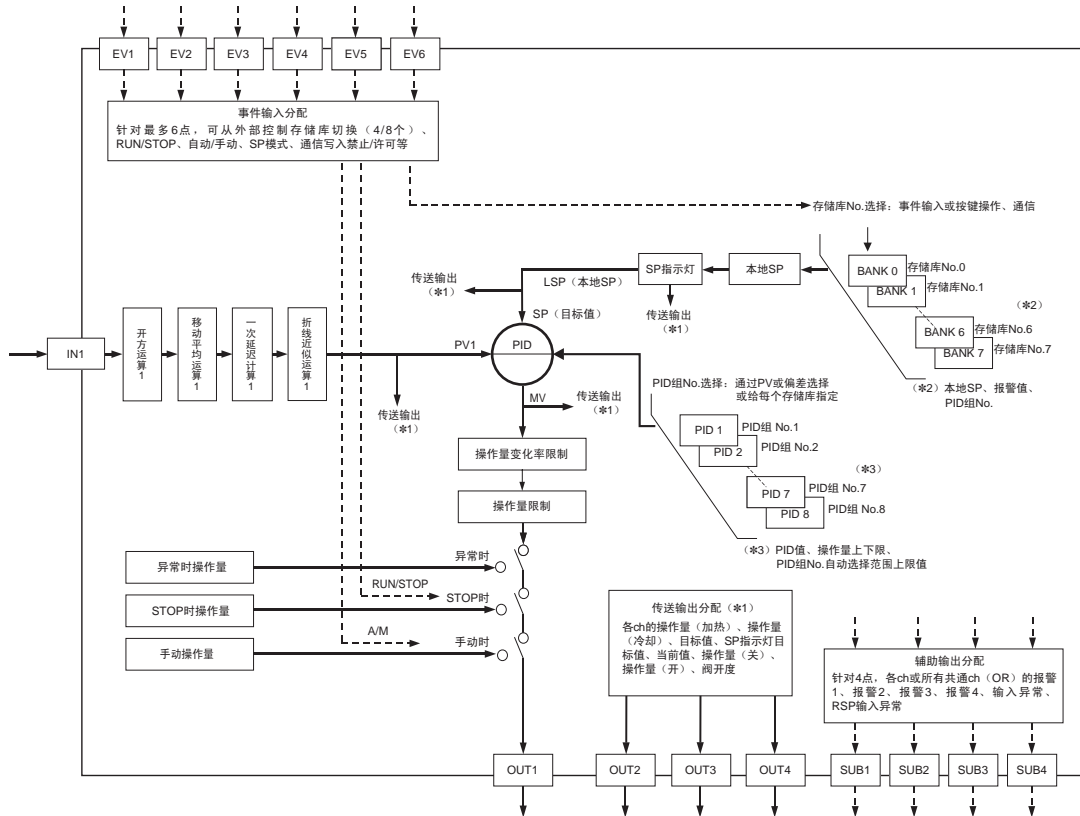 EV1
EV2
EV3
EV4
EV5
EV6
事件输入分配
针对最多6点，可从外部控制存储库切换（4/8个）、
RUN/STOP、自动/手动、SP模式、通信写入禁止/许可等
存储库No.选择：事件输入或按键操作、通信
BANK 0
存储库No.0
BANK 1
存储库No.1
（✽2）
BANK 6
存储库No.6
BANK 7
存储库No.7
（✽2）本地SP、报警值、
PID组No.
本地SP
SP指示灯
LSP（本地SP）
传送输出
（✽1）
传送输出
（✽1）
SP（目标值）
IN1
开方运算1
移动平均运算1
一次延迟计算1
折线近似运算1
PV1
PID
传送输出
（✽1）
MV
传送输出
（✽1）
PID组No.选择：通过PV或偏差选择
或给每个存储库指定
PID 1
PID组 No.1
PID 2
PID组 No.2
（✽3）
PID 7
PID组 No.7
PID 8
PID组 No.8
（✽3）PID值、操作量上下限、
PID组No.自动选择范围上限值
操作量变化率限制
操作量限制
异常时操作量
异常时
RUN/STOP
STOP时操作量
STOP时
A/M
手动操作量
手动时
传送输出分配（✽1）
各ch的操作量（加热）、操作量
（冷却）、目标值、SP指示灯目
标值、当前值、操作量（关）、
操作量（开）、阀开度
辅助输出分配
针对4点，各ch或所有共通ch（OR）的报警
1、报警2、报警3、报警4、输入异常、
RSP输入异常
OUT1
OUT2
OUT3
OUT4
SUB1
SUB2
SUB3
SUB4